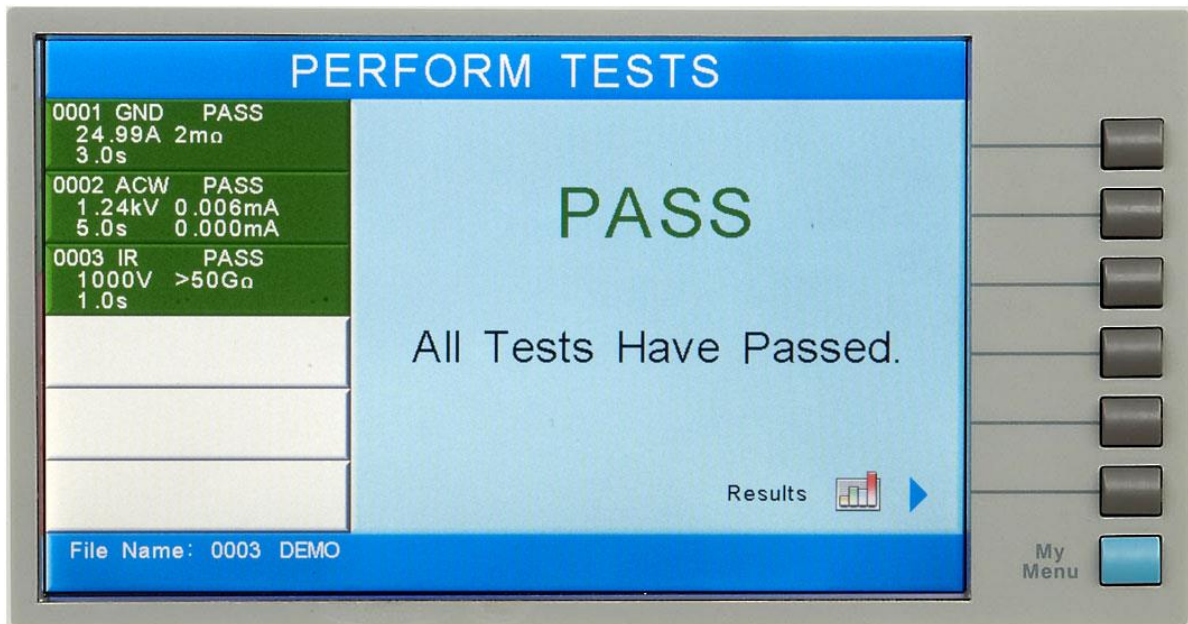 PERFORM TESTS
0001 GND PASS
24.99A 2mΩ
3.0s
0002 ACW PASS
1.24kV 0.006mA
5.0s 0.000mA
0003 IR PASS
1000V >50GΩ
1.0s
PASS
All Tests Have Passed.
Results
File Name: 0003 DEMO
My
Menu